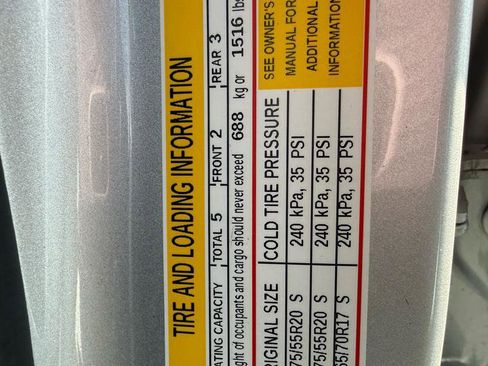 TIRE AND LOADING INFORMATION
ATING CAPACITY TOTAL 5 FRONT 2 REAR 3
ght of occupants and cargo should never exceed 688 kg or 1516 lbs
RIGINAL SIZE COLD TIRE PRESSURE SEE OWNER'S
75/55R20 S 240 kPa, 35 PSI MANUAL FOR
75/55R20 S 240 kPa, 35 PSI ADDITIONAL
65/70R17 S 240 kPa, 35 PSI INFORMATION